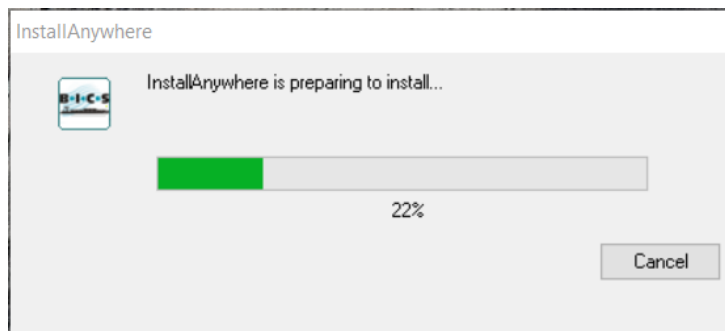 InstallAnywhere
B·I·C·S
InstallAnywhere is preparing to install...
22%
Cancel